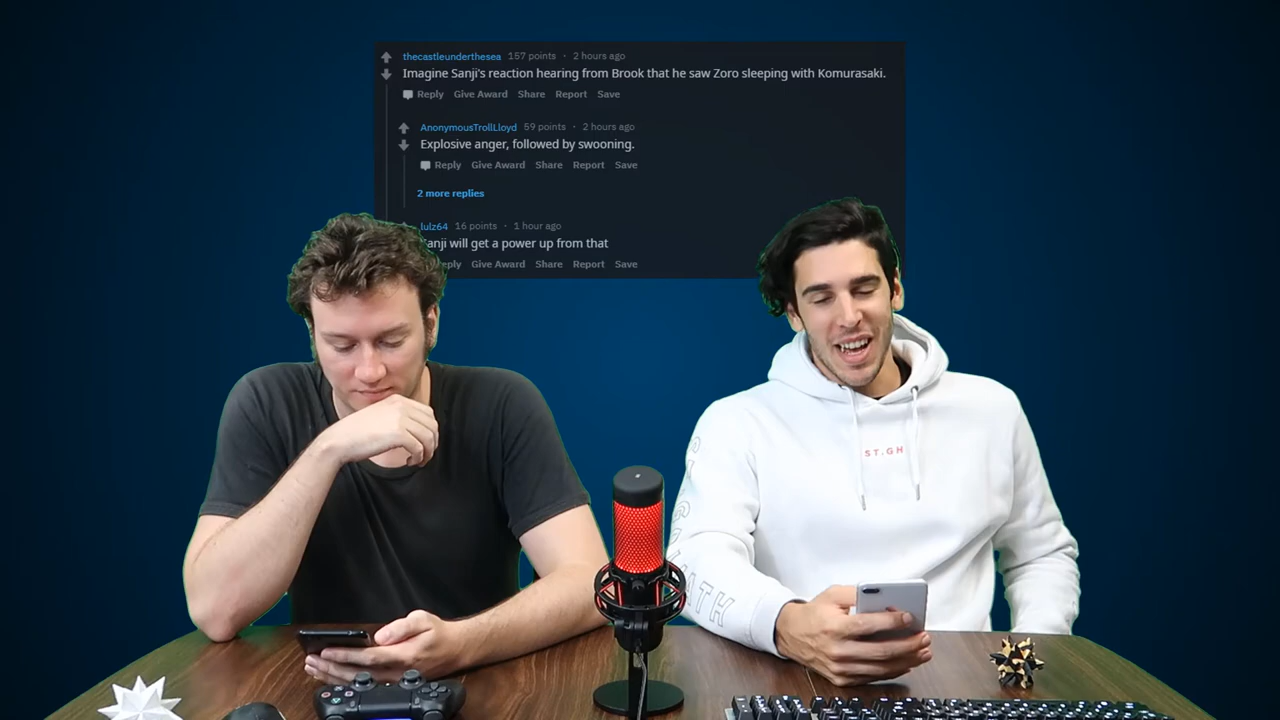 thecastleunderthesea 157 points · 2 hours ago
Imagine Sanji's reaction hearing from Brook that he saw Zoro sleeping with Komurasaki.
Reply Give Award Share Report Save
AnonymousTrollLloyd 59 points · 2 hours ago
Explosive anger, followed by swooning.
Reply Give Award Share Report Save
2 more replies
lulz64 16 points · 1 hour ago
anji will get a power up from that
eply Give Award Share Report Save
ST.GH
ATH